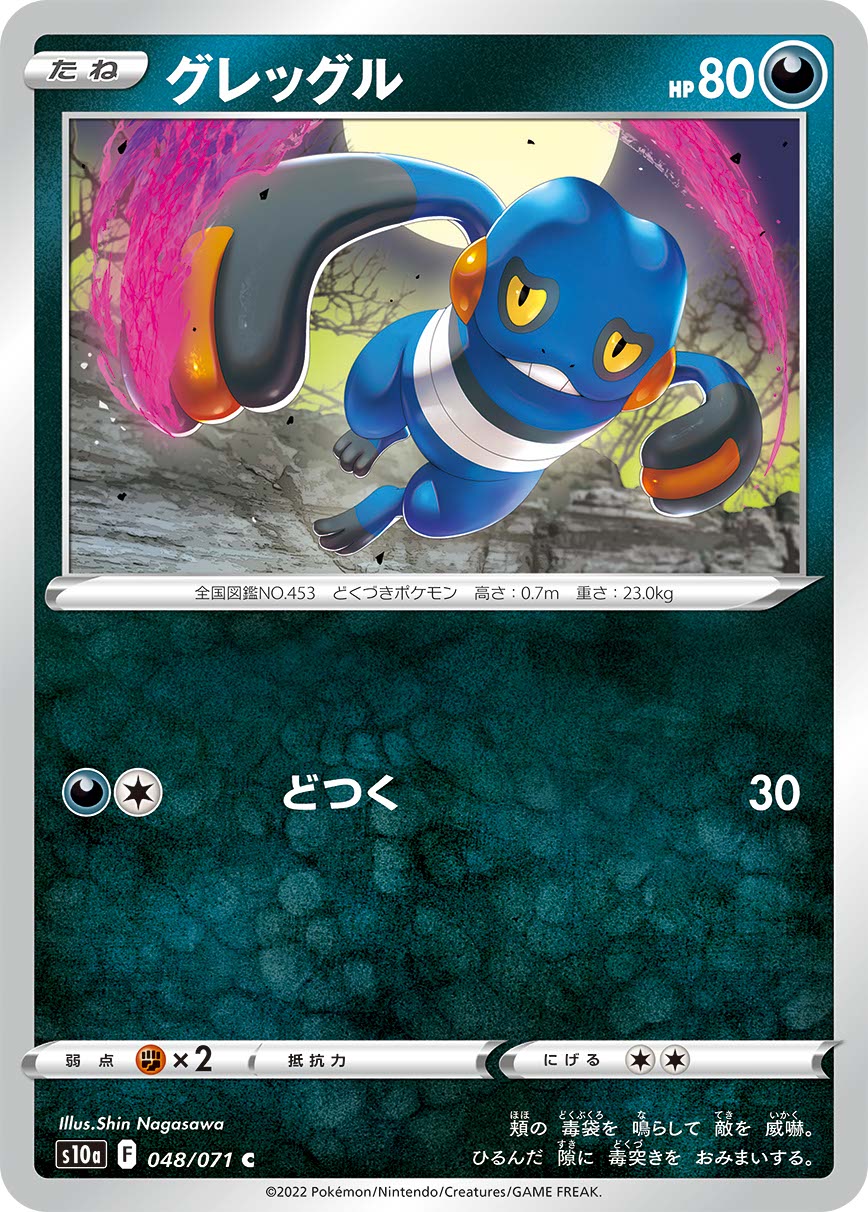 たね グレッグル HP80
全国図鑑NO.453 どくづきポケモン 高さ：0.7m 重さ：23.0kg
どつく 30
弱点 ×2 抵抗力 にげる
Illus.Shin Nagasawa
s10a F 048/071 C
頬の 毒袋を 鳴らして 敵を 威嚇。
ひるんだ 隙に 毒突きを おみまいする。
©2022 Pokémon/Nintendo/Creatures/GAME FREAK.